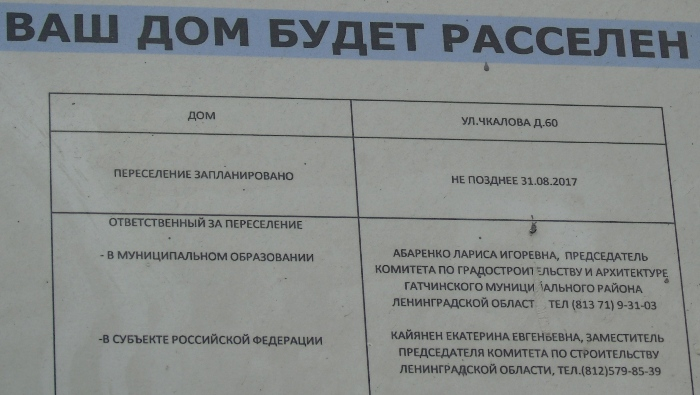 ВАШ ДОМ БУДЕТ РАССЕЛЕН
ДОМ
УЛ.ЧКАЛОВА Д.60
ПЕРЕСЕЛЕНИЕ ЗАПЛАНИРОВАНО
НЕ ПОЗДНЕЕ 31.08.2017
ОТВЕТСТВЕННЫЙ ЗА ПЕРЕСЕЛЕНИЕ
- В МУНИЦИПАЛЬНОМ ОБРАЗОВАНИИ
АБАРЕНКО ЛАРИСА ИГОРЕВНА, ПРЕДСЕДАТЕЛЬ
КОМИТЕТА ПО ГРАДОСТРОИТЕЛЬСТВУ И АРХИТЕКТУРЕ
ГАТЧИНСКОГО МУНИЦИПАЛЬНОГО РАЙОНА
ЛЕНИНГРАДСКОЙ ОБЛАСТ ТЕЛ (813 71) 9-31-03
-В СУБЪЕКТЕ РОССИЙСКОЙ ФЕДЕРАЦИИ
КАЙЯНЕН ЕКАТЕРИНА ЕВГЕНЬЕВНА, ЗАМЕСТИТЕЛЬ
ПРЕДСЕДАТЕЛЯ КОМИТЕТА ПО СТРОИТЕЛЬСТВУ
ЛЕНИНГРАДСКОЙ ОБЛАСТИ, ТЕЛ.(812)579-85-39